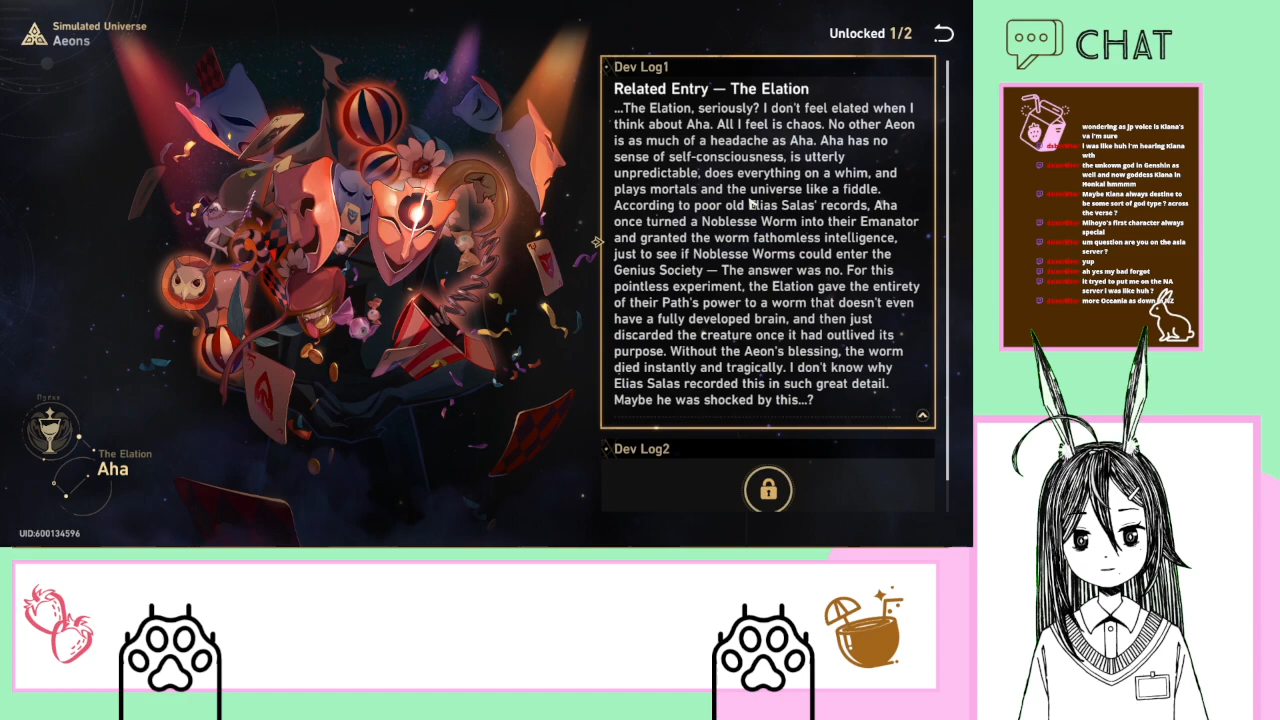 Simulated Universe
Aeons
Unlocked 1/2
Dev Log1
Related Entry — The Elation
...The Elation, seriously? I don't feel elated when I
think about Aha. All I feel is chaos. No other Aeon
is as much of a headache as Aha. Aha has no
sense of self-consciousness, is utterly
unpredictable, does everything on a whim, and
plays mortals and the universe like a fiddle.
According to poor old Elias Salas' records, Aha
once turned a Noblesse Worm into their Emanator
and granted the worm fathomless intelligence,
just to see if Noblesse Worms could enter the
Genius Society — The answer was no. For this
pointless experiment, the Elation gave the entirety
of their Path's power to a worm that doesn't even
have a fully developed brain, and then just
discarded the creature once it had outlived its
purpose. Without the Aeon's blessing, the worm
died instantly and tragically. I don't know why
Elias Salas recorded this in such great detail.
Maybe he was shocked by this...?
Dev Log2
The Elation
Aha
UID:600134596
CHAT
wondering as jp voice is Kiana's
va I'm sure
I was like huh I'm hearing Kiana
wth
the unkown god in Genshin as
well and now goddess Kiana in
Honkai hmmmm
Maybe Kiana always destine to
be some sort of god type ? across
the verse ?
Mihoyo's first character always
special
um question are you on the asia
server ?
yup
ah yes my bad forgot
it tryed to put me on the NA
server i was like huh ?
more Oceania as down